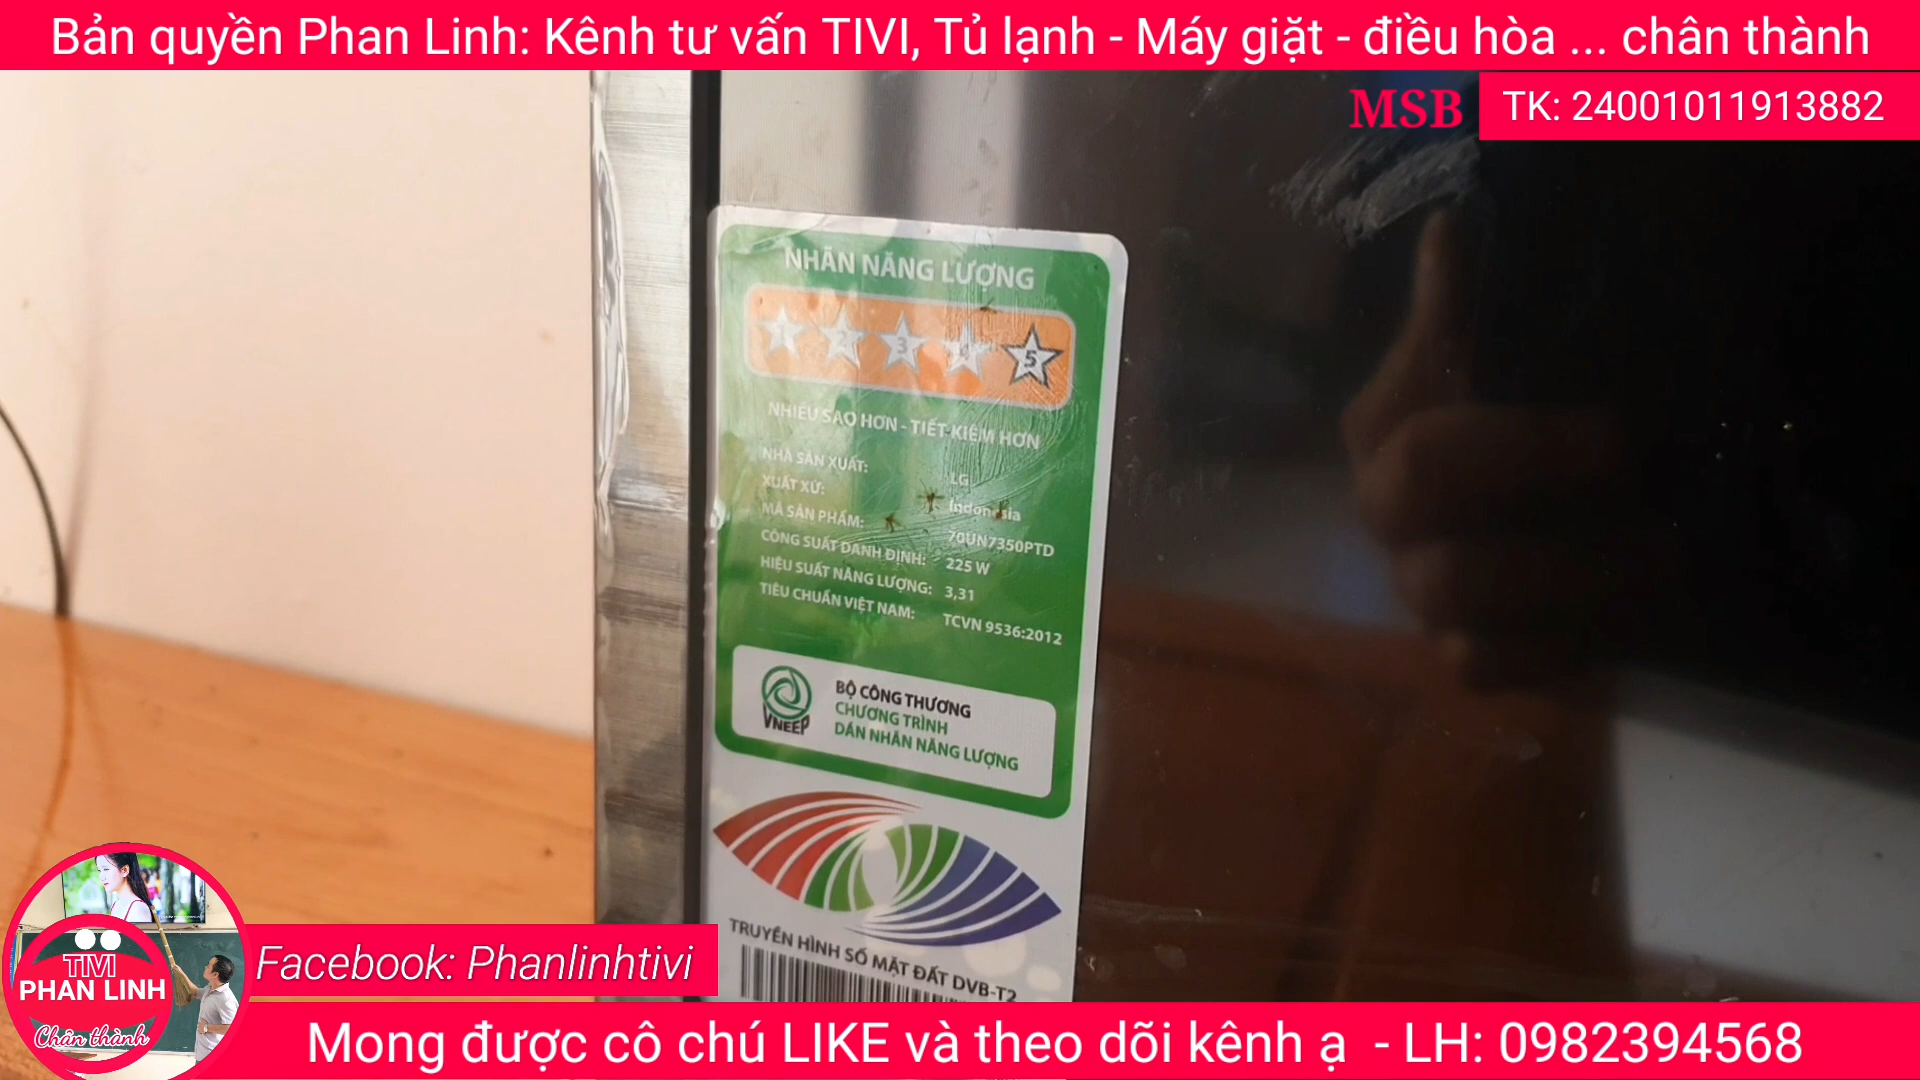 Bản quyền Phan Linh: Kênh tư vấn TIVI, Tủ lạnh - Máy giặt - điều hòa ... chân thành
MSB TK: 24001011913882
NHÃN NĂNG LƯỢNG
1 2 3 4 5
NHIỀU SAO HƠN - TIẾT KIỆM HƠN
NHÀ SẢN XUẤT: LG
XUẤT XỨ: Indonesia
MÃ SẢN PHẨM: 70UN7350PTD
CÔNG SUẤT DANH ĐỊNH: 225 W
HIỆU SUẤT NĂNG LƯỢNG: 3,31
TIÊU CHUẨN VIỆT NAM: TCVN 9536:2012
VNEEP
BỘ CÔNG THƯƠNG
CHƯƠNG TRÌNH
DÁN NHÃN NĂNG LƯỢNG
TRUYỀN HÌNH SỐ MẶT ĐẤT DVB-T2
Facebook: Phanlinhtivi
TIVI
PHAN LINH
Chân thành
Mong được cô chú LIKE và theo dõi kênh ạ - LH: 0982394568